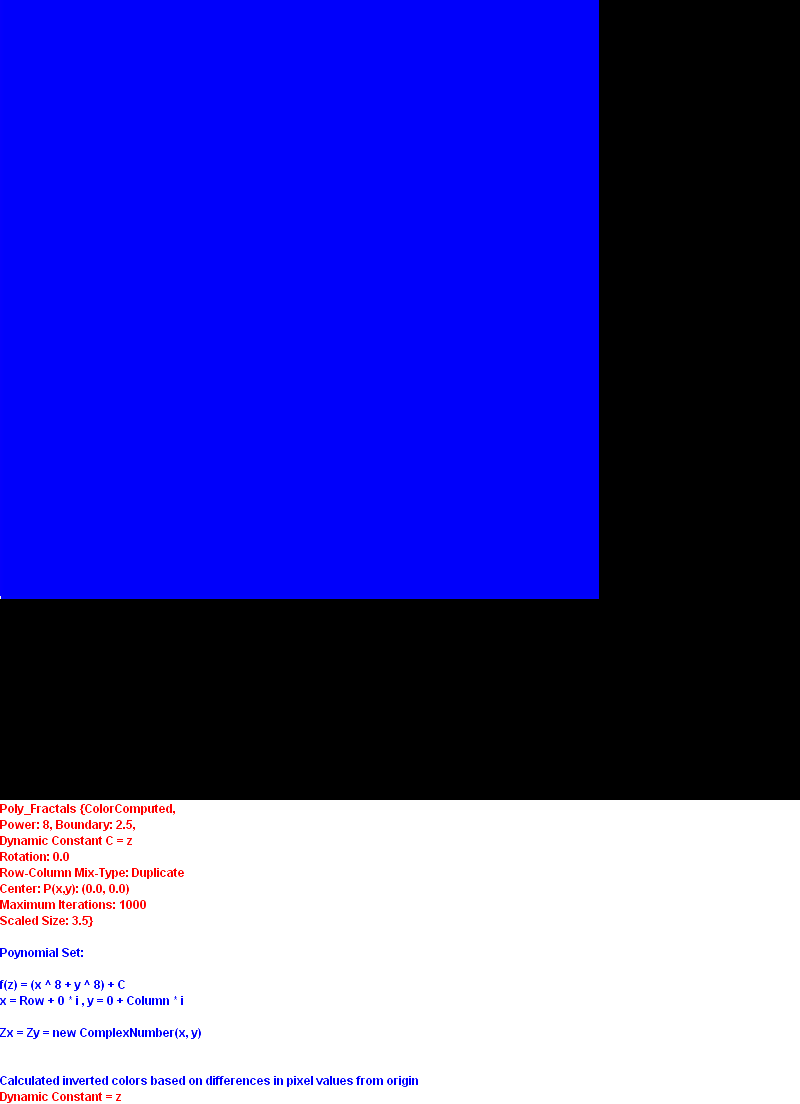 Poly_Fractals {ColorComputed,
Power: 8, Boundary: 2.5,
Dynamic Constant C = z
Rotation: 0.0
Row-Column Mix-Type: Duplicate
Center: P(x,y): (0.0, 0.0)
Maximum Iterations: 1000
Scaled Size: 3.5}
Poynomial Set:
f(z) = (x ^ 8 + y ^ 8) + C
x = Row + 0 * i , y = 0 + Column * i
Zx = Zy = new ComplexNumber(x, y)
Calculated inverted colors based on differences in pixel values from origin
Dynamic Constant = z